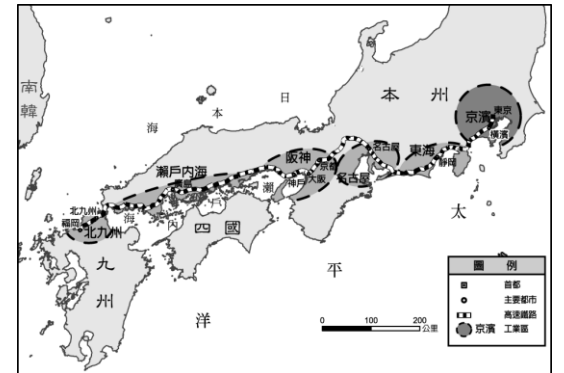 南韓
日
本
海
本州
京濱
東京
橫濱
名古屋
東海
靜岡
名古屋
阪神
京都
大阪
神戶
瀨戶內海
廣島
瀨
戶
內
海
北九州
福岡
北九州
四國
九州
太
平
洋
圖例
首都
主要都市
高速鐵路
京濱 工業區
0 100 200
公里